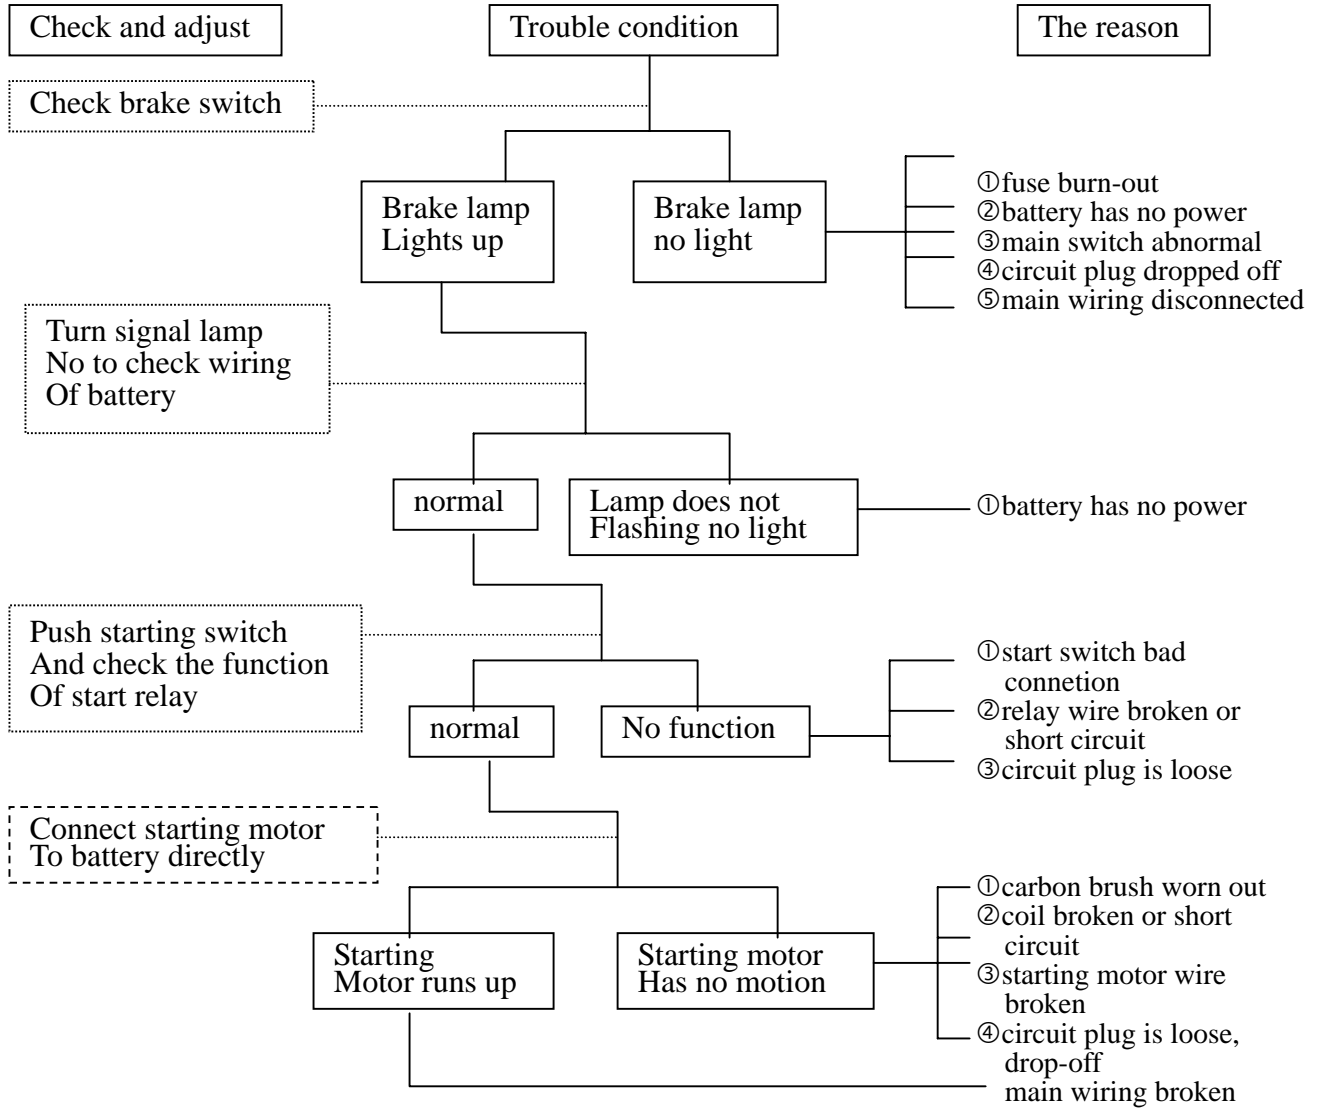 Check and adjust
Trouble condition
The reason
Check brake switch
Brake lamp
Lights up
Brake lamp
no light
①fuse burn-out
②battery has no power
③main switch abnormal
④circuit plug dropped off
⑤main wiring disconnected
Turn signal lamp
No to check wiring
Of battery
normal
Lamp does not
Flashing no light
①battery has no power
Push starting switch
And check the function
Of start relay
normal
No function
①start switch bad
connetion
②relay wire broken or
short circuit
③circuit plug is loose
Connect starting motor
To battery directly
Starting
Motor runs up
Starting motor
Has no motion
①carbon brush worn out
②coil broken or short
circuit
③starting motor wire
broken
④circuit plug is loose,
drop-off
main wiring broken